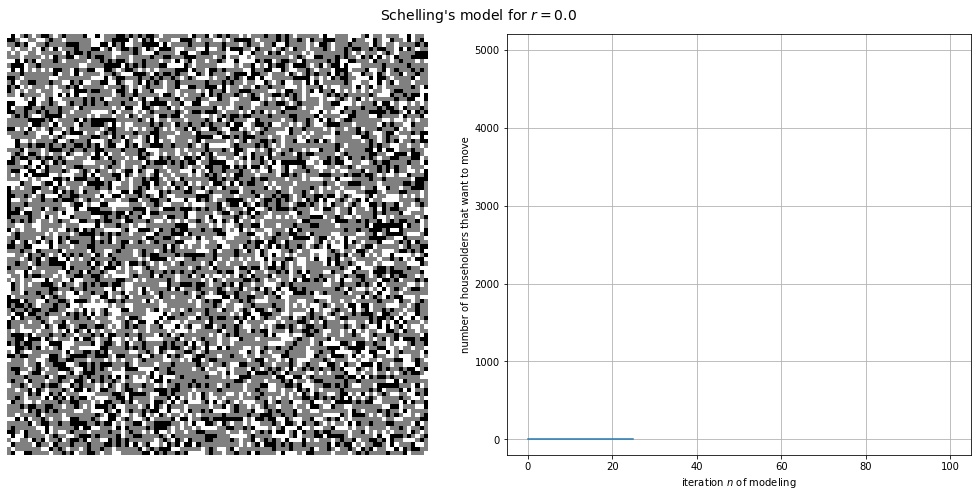 Schelling's model for r = 0.0
5000
4000
3000
2000
1000
0
number of householders that want to move
0 20 40 60 80 100
iteration n of modeling